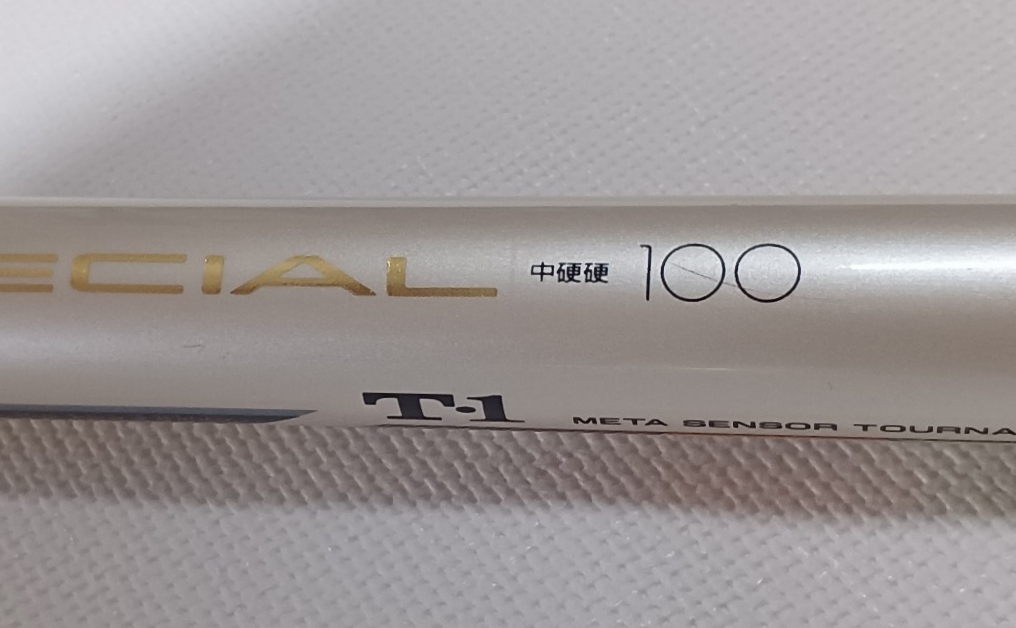 ECIAL 中硬硬 100
T·1 META SENSOR TOURNA